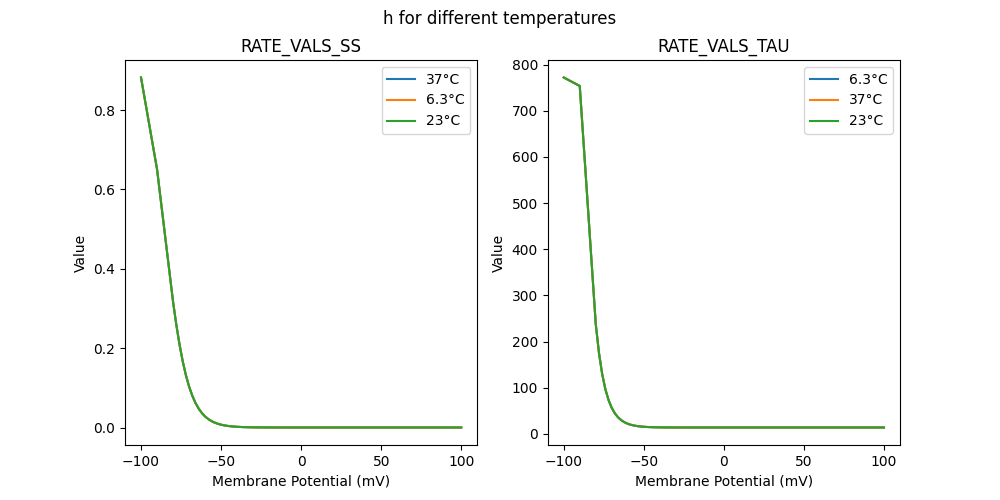 h for different temperatures
RATE_VALS_SS
37°C
6.3°C
23°C
0.8
0.6
0.4
0.2
0.0
Value
−100
−50
0
50
100
Membrane Potential (mV)
RATE_VALS_TAU
6.3°C
37°C
23°C
800
700
600
500
400
300
200
100
0
Value
−100
−50
0
50
100
Membrane Potential (mV)